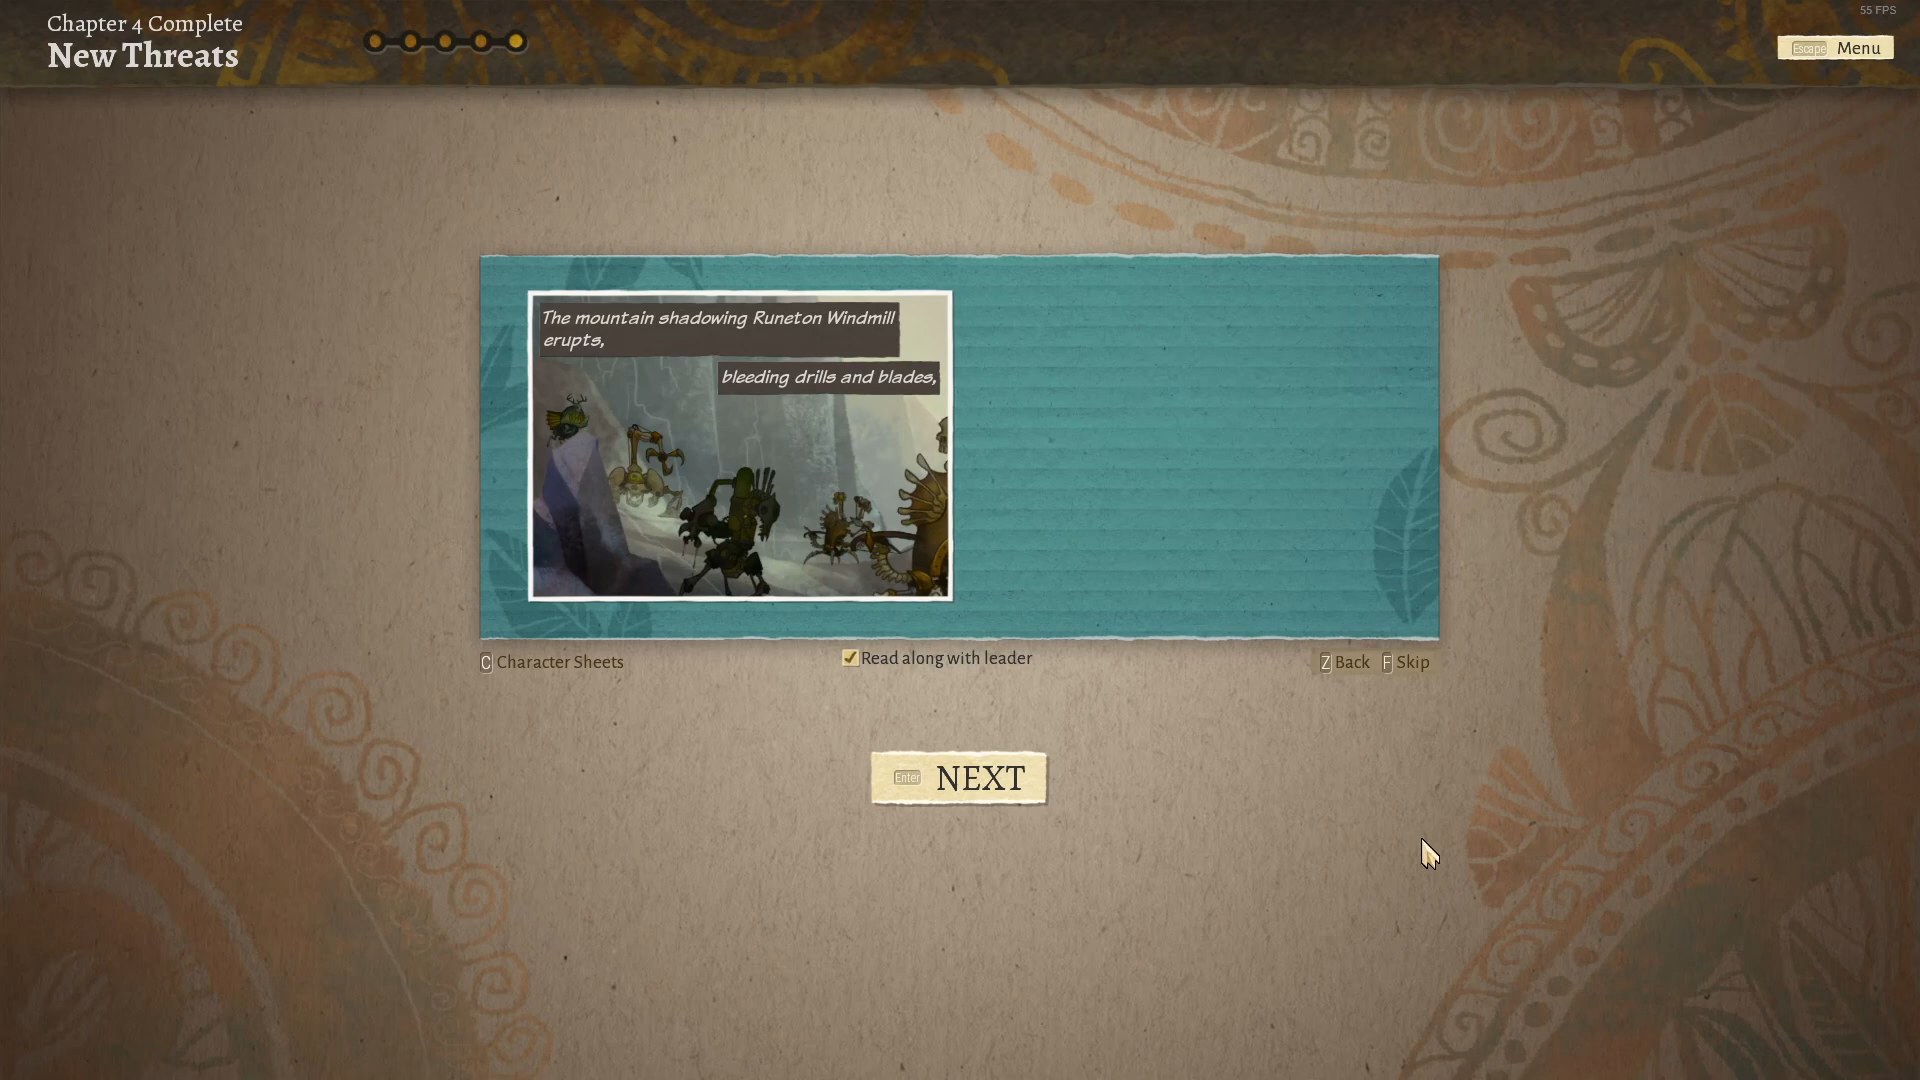 Chapter 4 Complete
New Threats
55 FPS
Escape Menu
The mountain shadowing Runeton Windmill
erupts,
bleeding drills and blades,
C Character Sheets
Read along with leader
Z Back F Skip
Enter NEXT